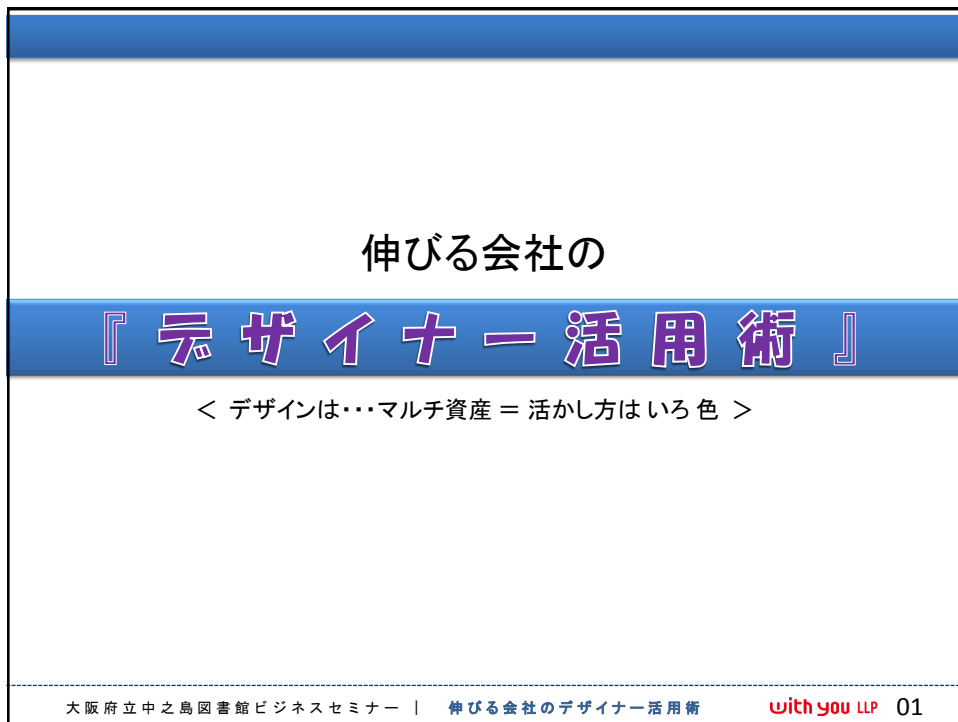 伸びる会社の
『デザイナー活用術』
＜ デザインは・・・マルチ資産 ＝ 活かし方は いろ 色 ＞
大阪府立中之島図書館ビジネスセミナー | 伸びる会社のデザイナー活用術 with you LLP 01